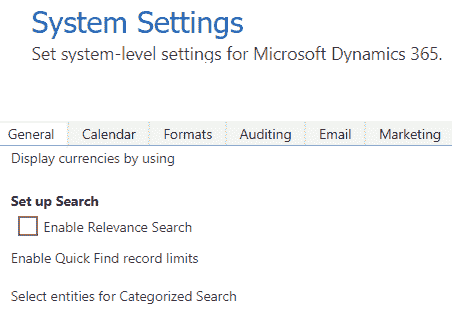 System Settings
Set system-level settings for Microsoft Dynamics 365.
General Calendar Formats Auditing Email Marketing
Display currencies by using
Set up Search
Enable Relevance Search
Enable Quick Find record limits
Select entities for Categorized Search